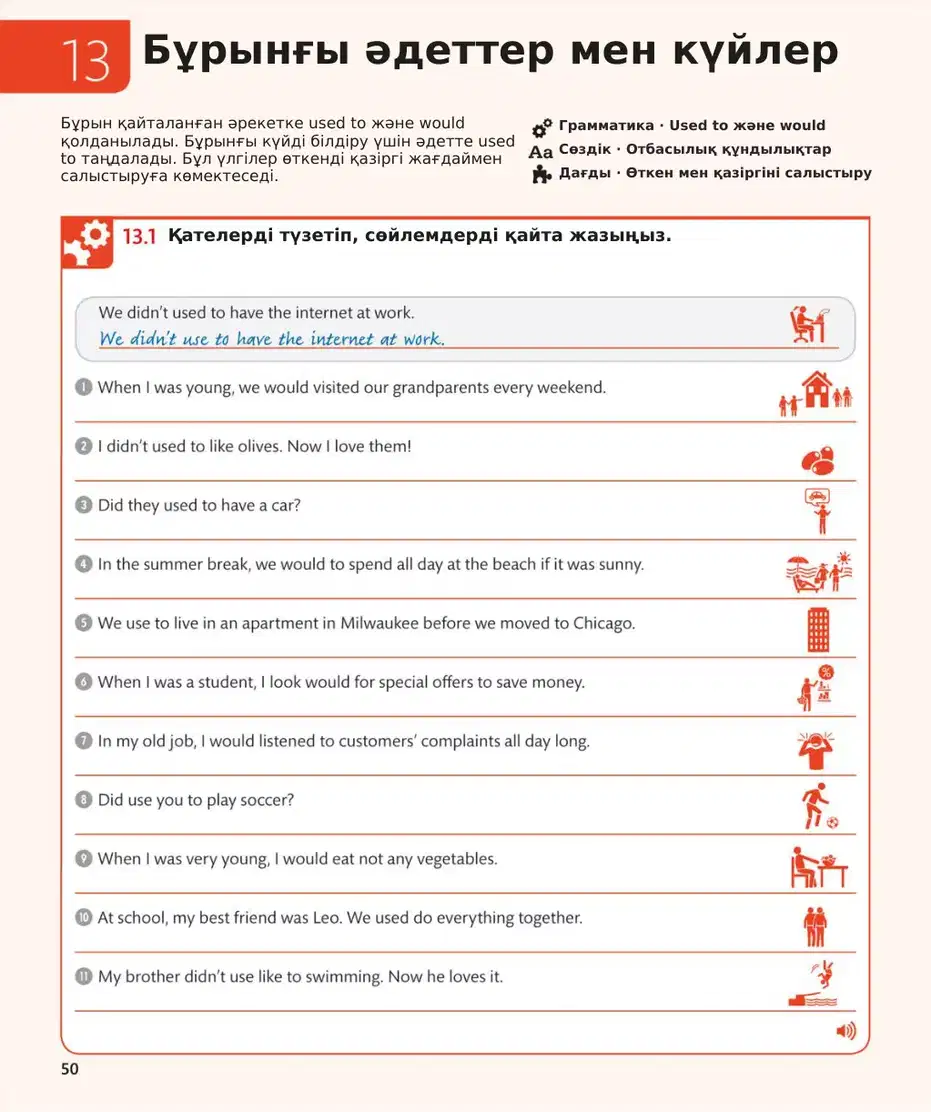 13
Бұрынғы әдеттер мен күйлер
Бұрын қайталанған әрекетке used to және would
қолданылады. Бұрынғы күйді білдіру үшін әдетте used
to таңдалады. Бұл үлгілер өткенді қазіргі жағдаймен
салыстыруға көмектеседі.
Грамматика · Used to және would
Aa Сөздік · Отбасылық құндылықтар
Дағды · Өткен мен қазіргіні салыстыру
13.1 Қателерді түзетіп, сөйлемдерді қайта жазыңыз.
We didn't used to have the internet at work.
We didn't use to have the internet at work.
1 When I was young, we would visited our grandparents every weekend.
2 I didn't used to like olives. Now I love them!
3 Did they used to have a car?
4 In the summer break, we would to spend all day at the beach if it was sunny.
5 We use to live in an apartment in Milwaukee before we moved to Chicago.
6 When I was a student, I look would for special offers to save money.
%
7 In my old job, I would listened to customers' complaints all day long.
8 Did use you to play soccer?
9 When I was very young, I would eat not any vegetables.
10 At school, my best friend was Leo. We used do everything together.
11 My brother didn't use like to swimming. Now he loves it.
50